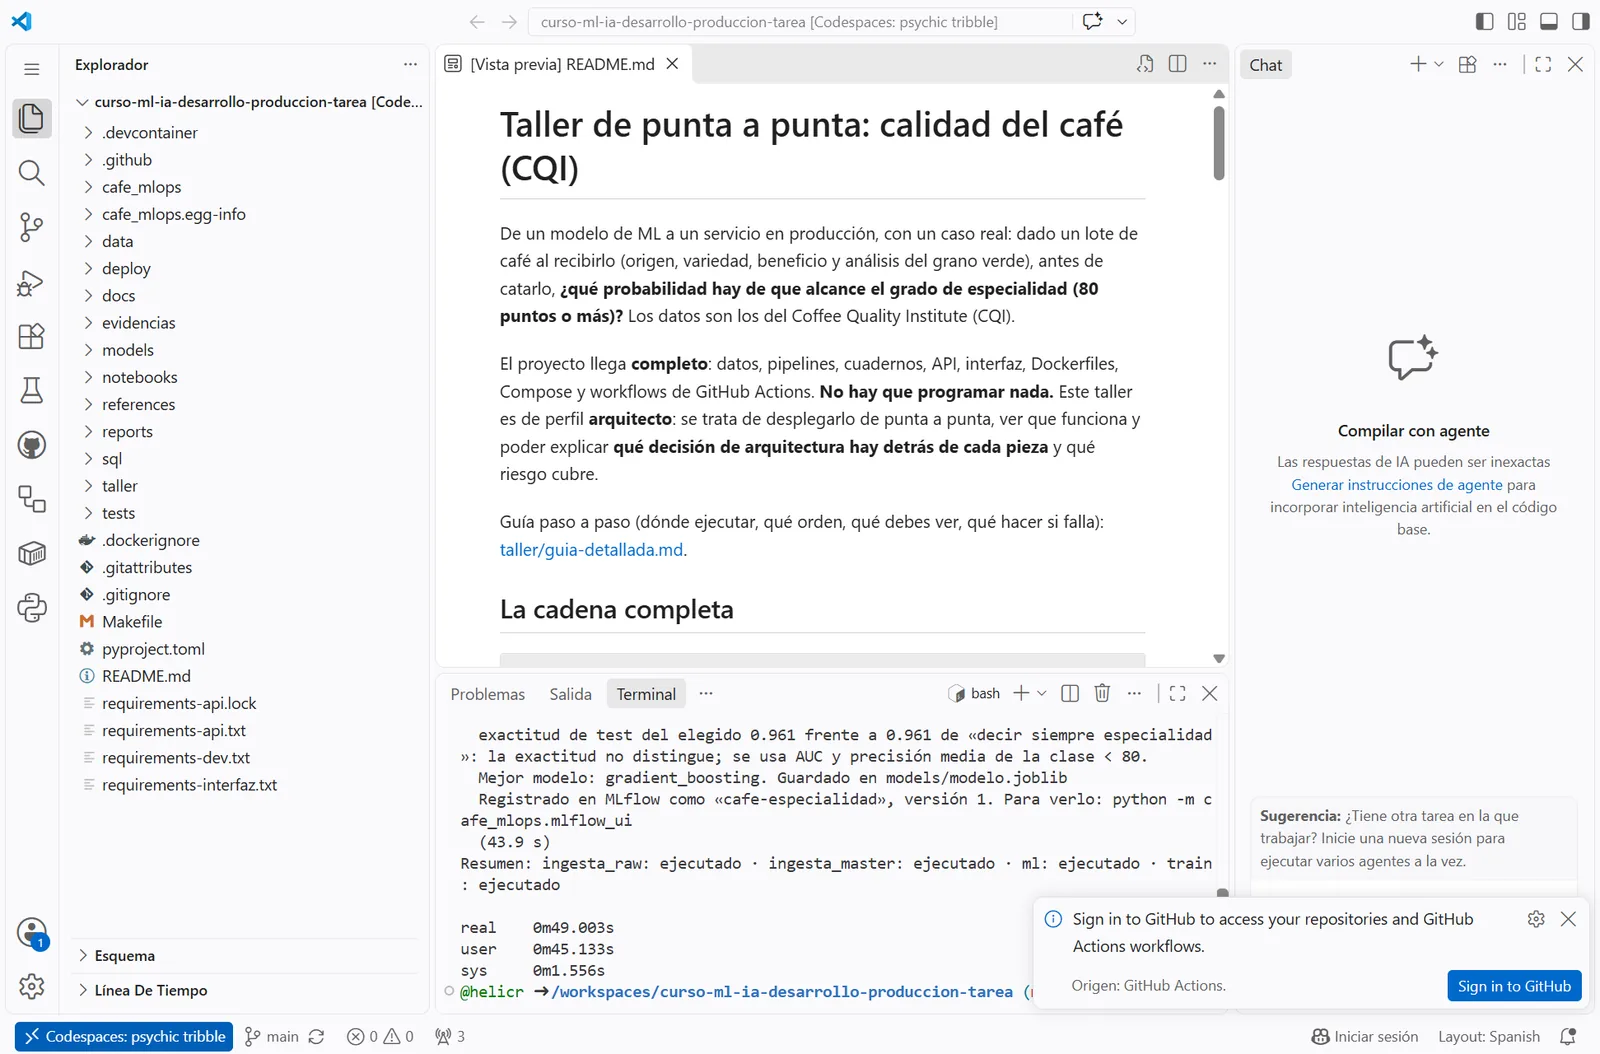 curso-ml-ia-desarrollo-produccion-tarea [Codespaces: psychic tribble]
Explorador
curso-ml-ia-desarrollo-produccion-tarea [Code...
.devcontainer
.github
cafe_mlops
cafe_mlops.egg-info
data
deploy
docs
evidencias
models
notebooks
references
reports
sql
taller
tests
.dockerignore
.gitattributes
.gitignore
Makefile
pyproject.toml
README.md
requirements-api.lock
requirements-api.txt
requirements-dev.txt
requirements-interfaz.txt
Esquema
Línea De Tiempo
[Vista previa] README.md
Taller de punta a punta: calidad del café
(CQI)
De un modelo de ML a un servicio en producción, con un caso real: dado un lote de
café al recibirlo (origen, variedad, beneficio y análisis del grano verde), antes de
catarlo, ¿qué probabilidad hay de que alcance el grado de especialidad (80
puntos o más)? Los datos son los del Coffee Quality Institute (CQI).
El proyecto llega completo: datos, pipelines, cuadernos, API, interfaz, Dockerfiles,
Compose y workflows de GitHub Actions. No hay que programar nada. Este taller
es de perfil arquitecto: se trata de desplegarlo de punta a punta, ver que funciona y
poder explicar qué decisión de arquitectura hay detrás de cada pieza y qué
riesgo cubre.
Guía paso a paso (dónde ejecutar, qué orden, qué debes ver, qué hacer si falla):
taller/guia-detallada.md.
La cadena completa
Problemas Salida Terminal
bash
exactitud de test del elegido 0.961 frente a 0.961 de «decir siempre especialidad
»: la exactitud no distingue; se usa AUC y precisión media de la clase < 80.
Mejor modelo: gradient_boosting. Guardado en models/modelo.joblib
Registrado en MLflow como «cafe-especialidad», versión 1. Para verlo: python -m c
afe_mlops.mlflow_ui
(43.9 s)
Resumen: ingesta_raw: ejecutado · ingesta_master: ejecutado · ml: ejecutado · train
: ejecutado
real 0m49.003s
user 0m45.133s
sys 0m1.556s
@helicr ➜/workspaces/curso-ml-ia-desarrollo-produccion-tarea (
Chat
Compilar con agente
Las respuestas de IA pueden ser inexactas
Generar instrucciones de agente para
incorporar inteligencia artificial en el código
base.
Sugerencia: ¿Tiene otra tarea en la que
trabajar? Inicie una nueva sesión para
ejecutar varios agentes a la vez.
Sign in to GitHub to access your repositories and GitHub
Actions workflows.
Origen: GitHub Actions.
Sign in to GitHub
1
Codespaces: psychic tribble
main
0
0
3
Iniciar sesión
Layout: Spanish